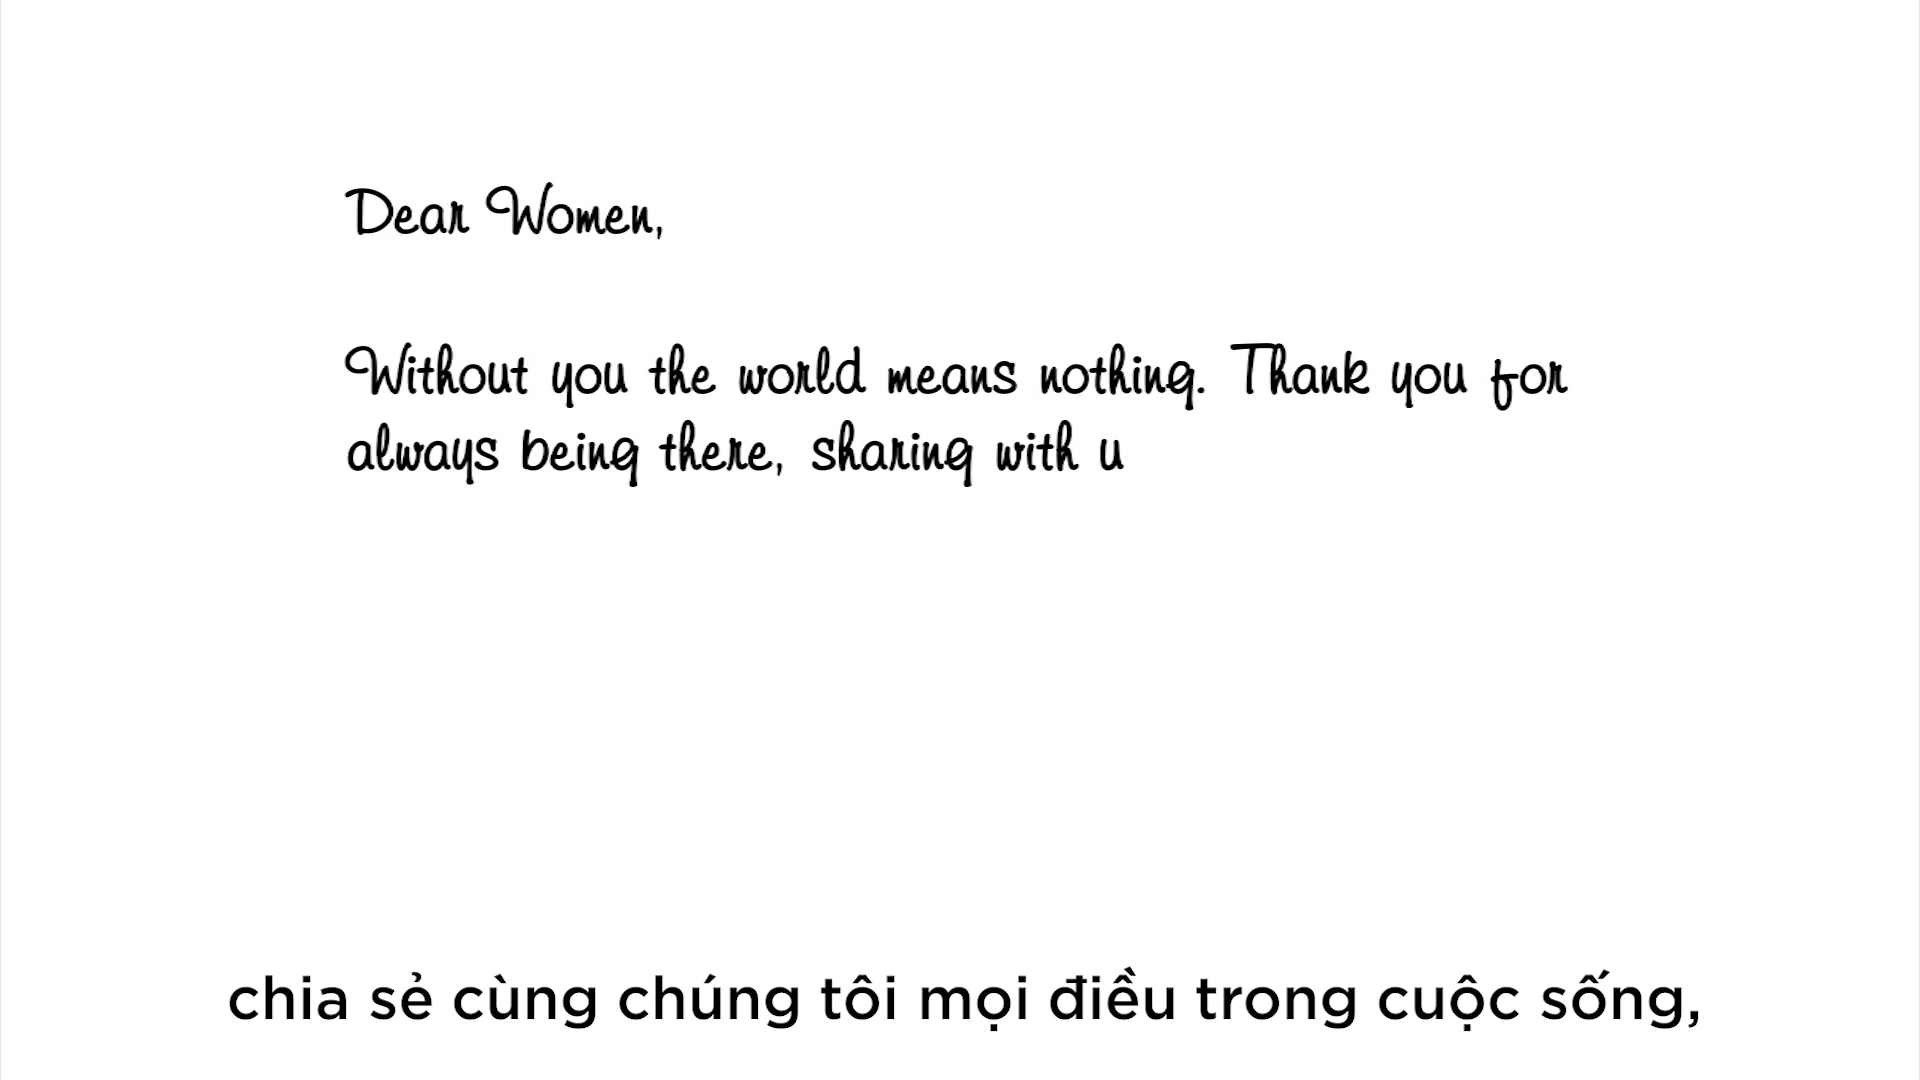 Dear Women,
Without you the world means nothing. Thank you for
always being there, sharing with u
chia sẻ cùng chúng tôi mọi điều trong cuộc sống,